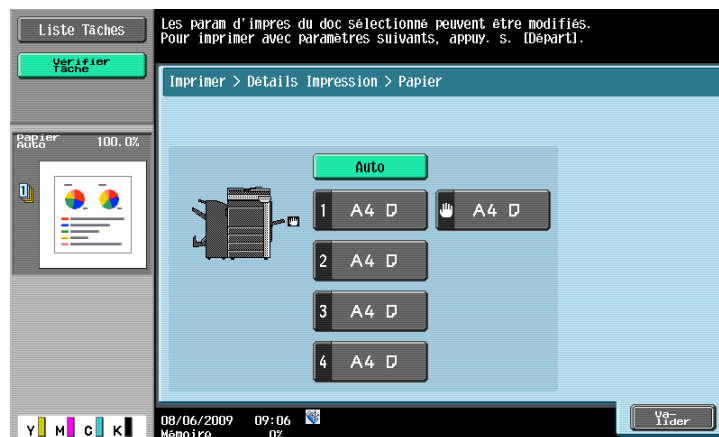 Liste Tâches
Vérifier
Tâche
Les param d'impres du doc sélectionné peuvent être modifiés.
Pour imprimer avec paramètres suivants, appuy. s. [Départ].
Imprimer > Détails Impression > Papier
Papier
Auto
100.0%
Auto
1 A4
A4
2 A4
3 A4
4 A4
Y M C K
08/06/2009 09:06
Mémoire 0%
Va-
lider